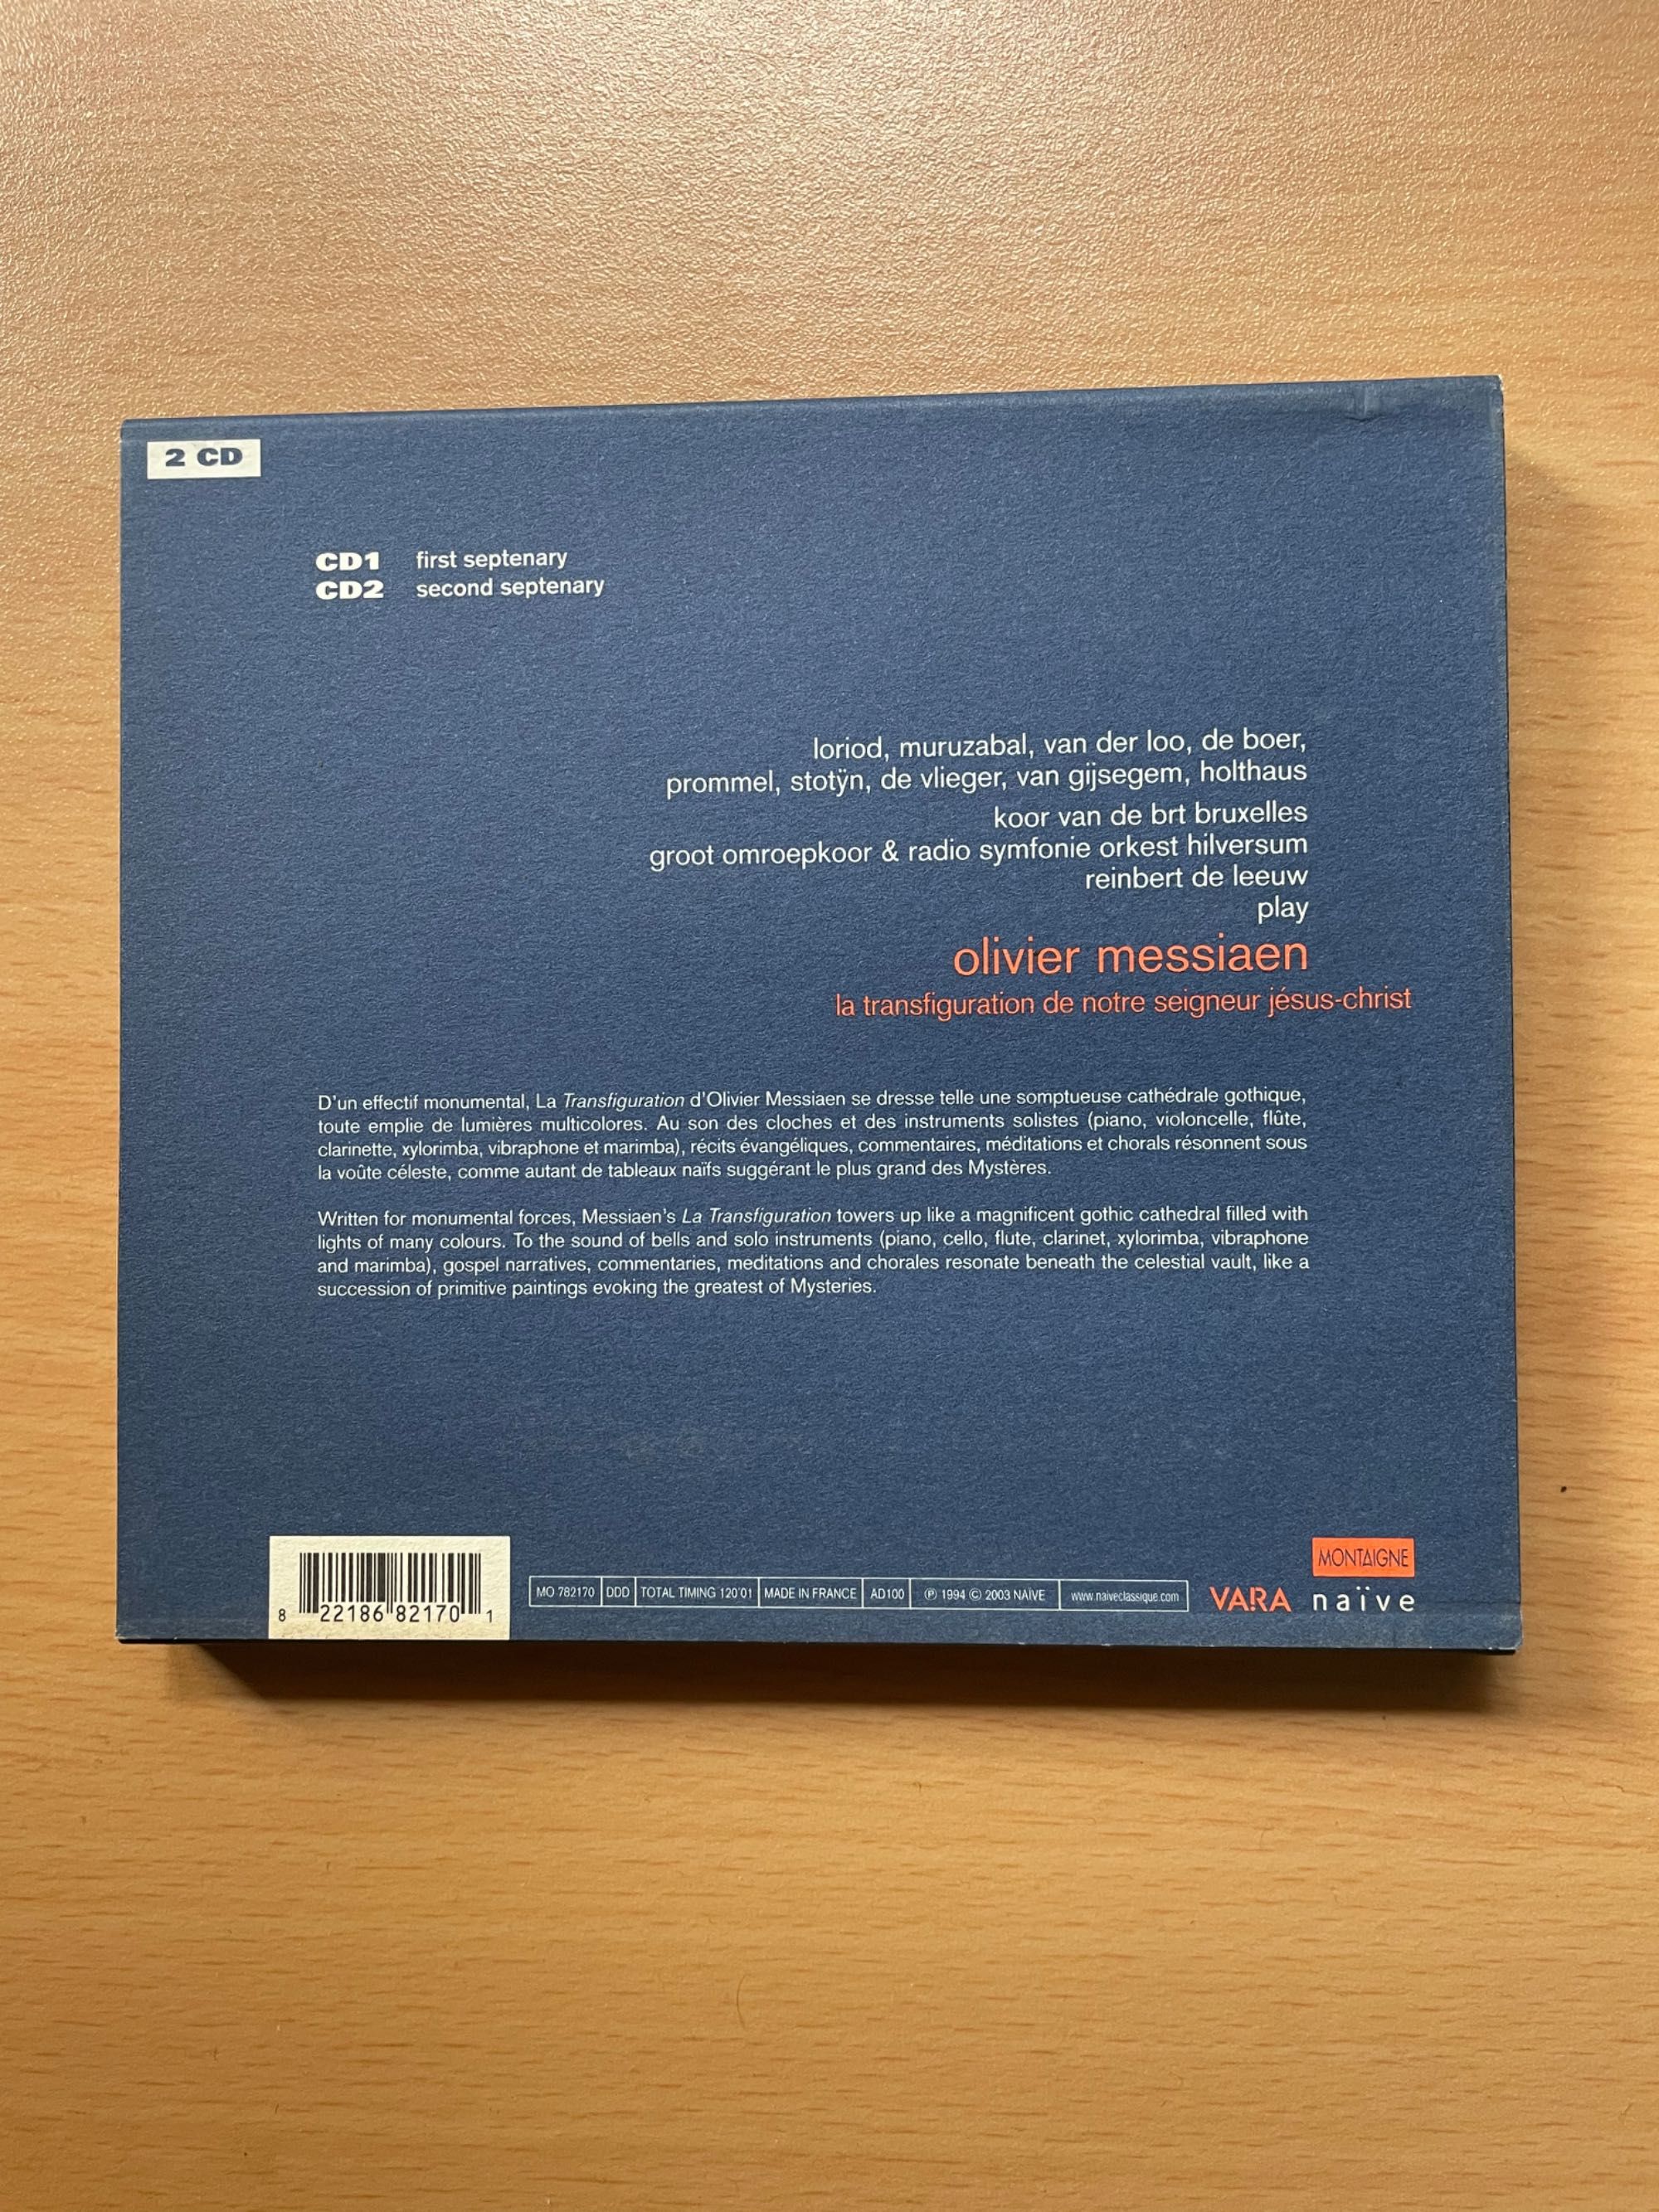 2 CD
CD1 first septenary
CD2 second septenary
loriod, muruzabal, van der loo, de boer,
prommel, stotÿn, de vlieger, van gijsegem, holthaus
koor van de brt bruxelles
groot omroepkoor & radio symfonie orkest hilversum
reinbert de leeuw
play
olivier messiaen
la transfiguration de notre seigneur jésus-christ
D'un effectif monumental, La Transfiguration d'Olivier Messiaen se dresse telle une somptueuse cathédrale gothique,
toute emplie de lumières multicolores. Au son des cloches et des instruments solistes (piano, violoncelle, flûte,
clarinette, xylorimba, vibraphone et marimba), récits évangéliques, commentaires, méditations et chorals résonnent sous
la voûte céleste, comme autant de tableaux naïfs suggérant le plus grand des Mystères.
Written for monumental forces, Messiaen's La Transfiguration towers up like a magnificent gothic cathedral filled with
lights of many colours. To the sound of bells and solo instruments (piano, cello, flute, clarinet, xylorimba, vibraphone
and marimba), gospel narratives, commentaries, meditations and chorales resonate beneath the celestial vault, like a
succession of primitive paintings evoking the greatest of Mysteries.
8 22186 82170 1
MO 782170 DDD TOTAL TIMING 120'01 MADE IN FRANCE AD100 ℗ 1994 © 2003 NAÏVE www.naiveclassique.com
VARA
MONTAIGNE
naïve